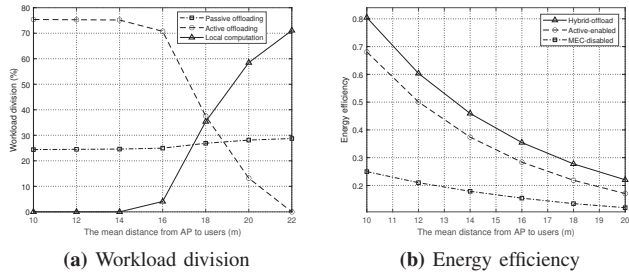 Workload division (%)
80
70
60
50
40
30
20
10
0
10
12
14
16
18
20
22
The mean distance from AP to users (m)
Passive offloading
Active offloading
Local computation
(a) Workload division
Energy efficiency
0.8
0.7
0.6
0.5
0.4
0.3
0.2
10
11
12
13
14
15
16
17
18
19
20
The mean distance from AP to users (m)
Hybrid-offload
Active-enabled
MEC-disabled
(b) Energy efficiency